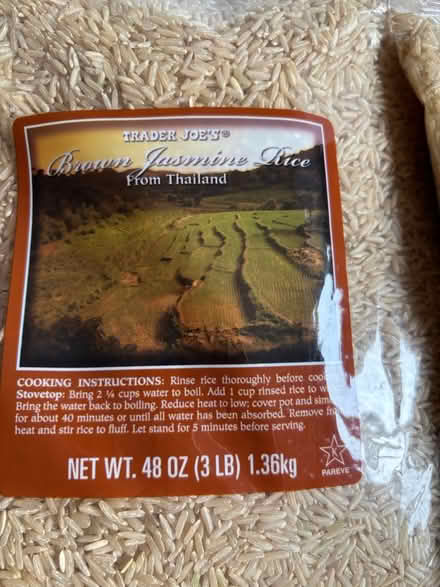 TRADER JOE'S®
Brown Jasmine Rice
From Thailand
COOKING INSTRUCTIONS: Rinse rice thoroughly before
Stovetop: Bring 2 ¼ cups water to boil. Add 1 cup rinsed rice to
Bring the water back to boiling. Reduce heat to low; cover pot and
for about 40 minutes or until all water has been absorbed. Remove
heat and stir rice to fluff. Let stand for 5 minutes before serving.
NET WT. 48 OZ (3 LB) 1.36kg
K
PAREVE